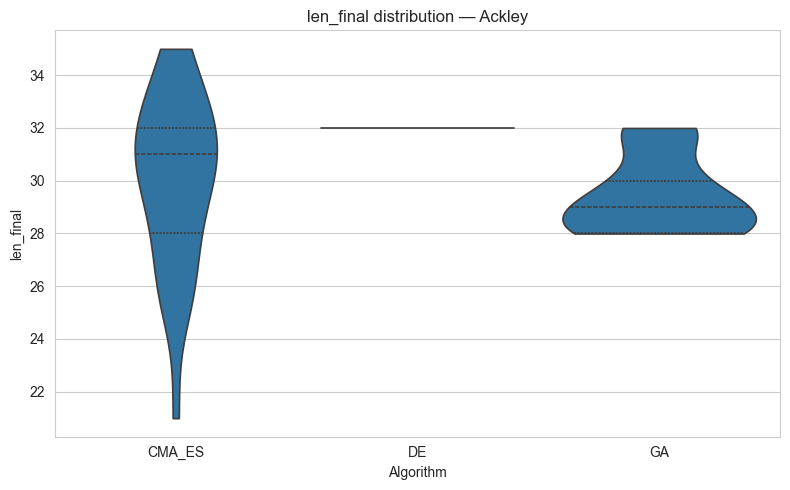 len_final distribution — Ackley
len_final
34
32
30
28
26
24
22
CMA_ES
DE
GA
Algorithm